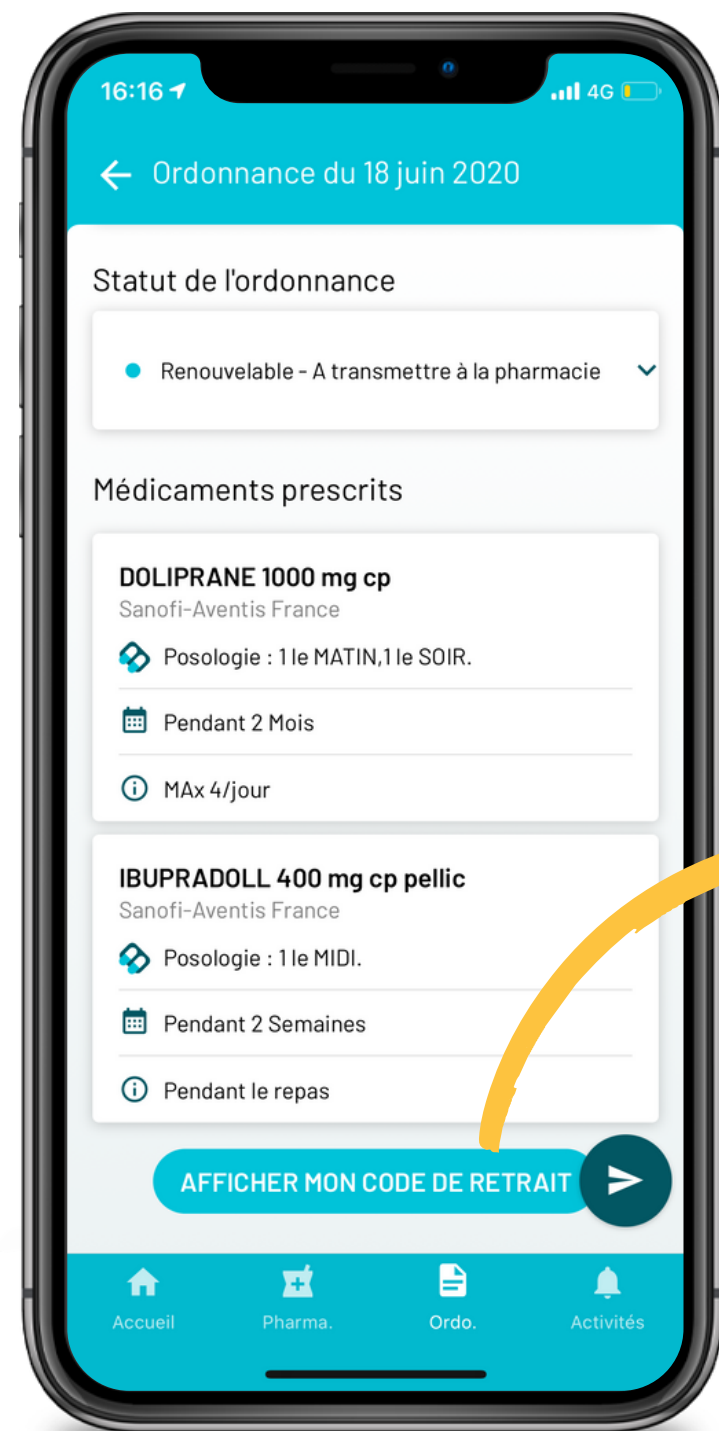 16:16
4G
Ordonnance du 18 juin 2020
Statut de l'ordonnance
Renouvelable - A transmettre à la pharmacie
Médicaments prescrits
DOLIPRANE 1000 mg cp
Sanofi-Aventis France
Posologie : 1 le MATIN,1 le SOIR.
Pendant 2 Mois
MAx 4/jour
IBUPRADOLL 400 mg cp pellic
Sanofi-Aventis France
Posologie : 1 le MIDI.
Pendant 2 Semaines
Pendant le repas
AFFICHER MON CODE DE RETRAIT
Accueil
Pharma.
Ordo.
Activités